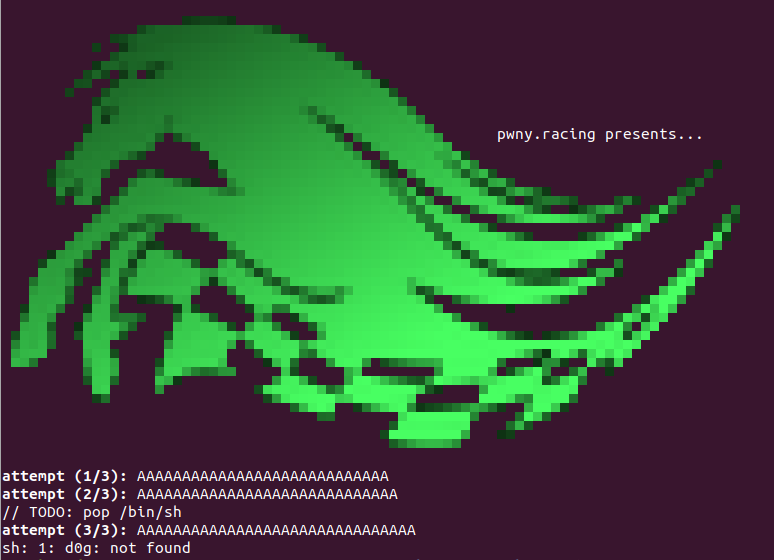 pwny.racing presents...
attempt (1/3): AAAAAAAAAAAAAAAAAAAAAAAAAAAA
attempt (2/3): AAAAAAAAAAAAAAAAAAAAAAAAAAAAA
// TODO: pop /bin/sh
attempt (3/3): AAAAAAAAAAAAAAAAAAAAAAAAAAAAAAA
sh: 1: d0g: not found